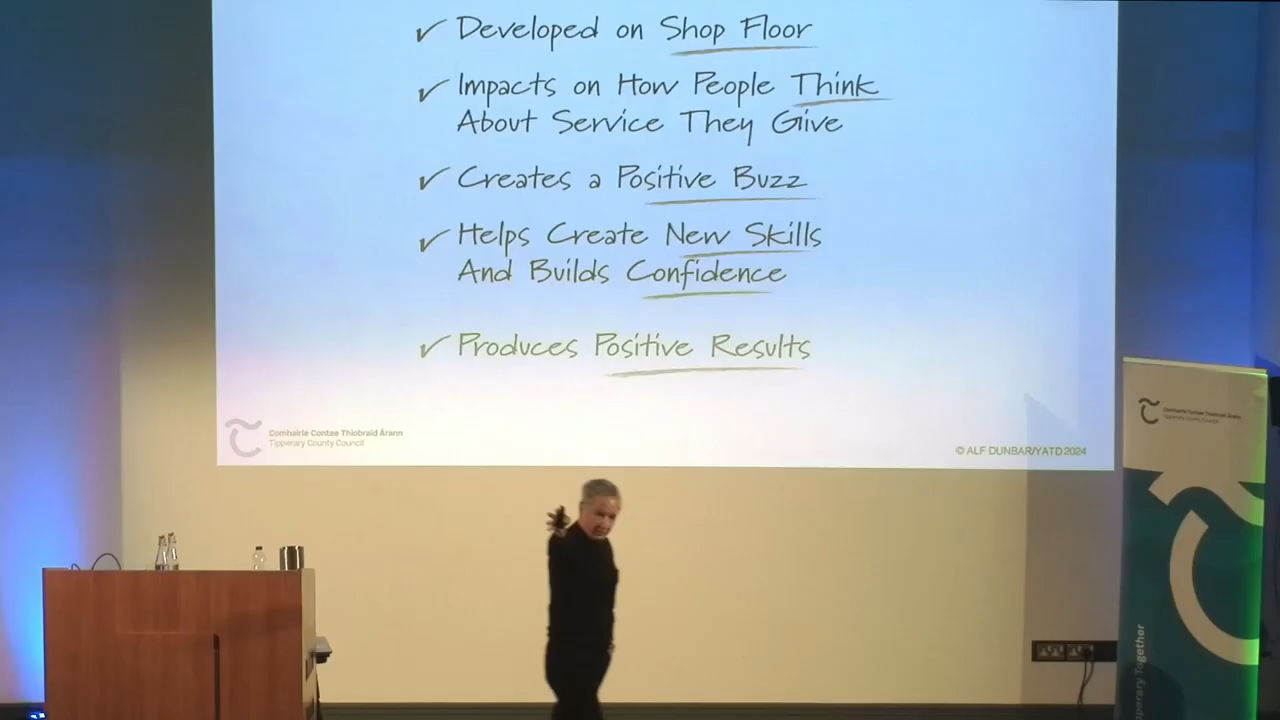 ✓ Developed on Shop Floor
✓ Impacts on How People Think
About Service They Give
✓ Creates a Positive Buzz
✓ Helps Create New Skills
And Builds Confidence
✓ Produces Positive Results
Comhairle Contae Thiobraid Árann
Tipperary County Council
© ALF DUNBAR/YATD 2024
Comhairle Contae Thiobraid Árann
Tipperary County Council
Tipperary Together